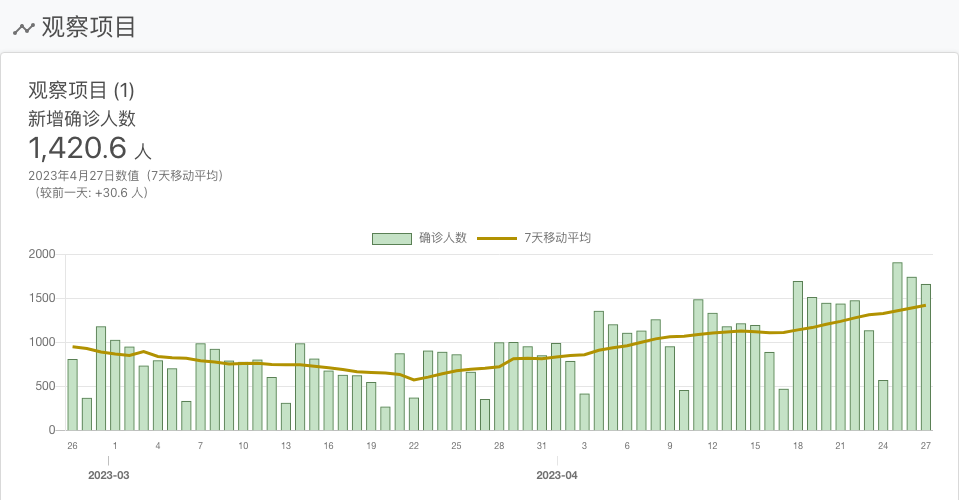 观察项目
观察项目 (1)
新增确诊人数
1,420.6 人
2023年4月27日数值（7天移动平均）
（较前一天: +30.6 人）
确诊人数 7天移动平均
2000
1500
1000
500
0
26 1 4 7 10 13 16 19 22 25 28 31 3 6 9 12 15 18 21 24 27
2023-03 2023-04